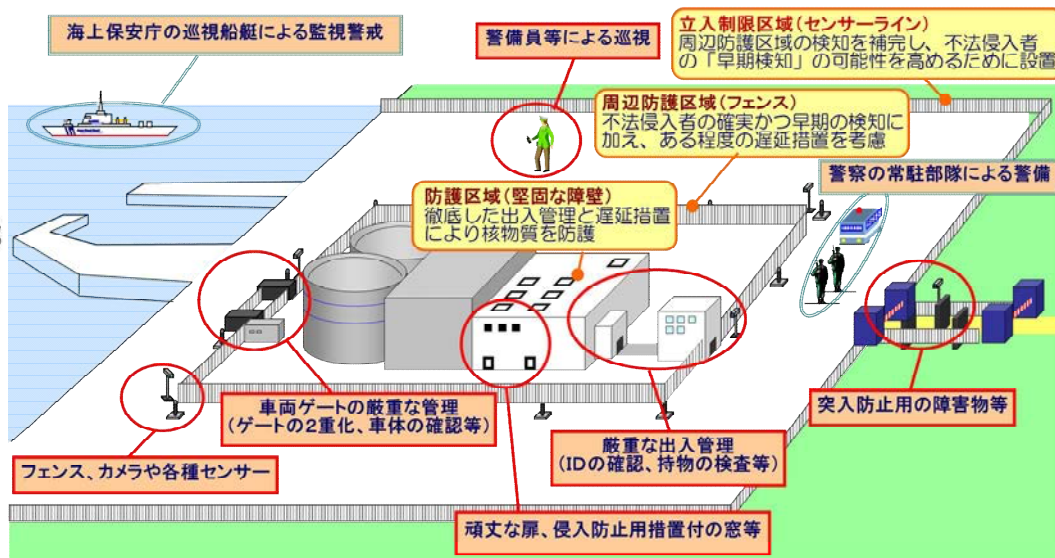 海上保安庁の巡視船艇による監視警戒
警備員等による巡視
立入制限区域（センサーライン）
周辺防護区域の検知を補完し、不法侵入者
の「早期検知」の可能性を高めるために設置
周辺防護区域（フェンス）
不法侵入者の確実かつ早期の検知に
加え、ある程度の遅延措置を考慮
警察の常駐部隊による警備
防護区域（堅固な障壁）
徹底した出入管理と遅延措置
により核物質を防護
車両ゲートの厳重な管理
（ゲートの２重化、車体の確認等）
突入防止用の障害物等
厳重な出入管理
（IDの確認、持物の検査等）
フェンス、カメラや各種センサー
頑丈な扉、侵入防止用措置付の窓等